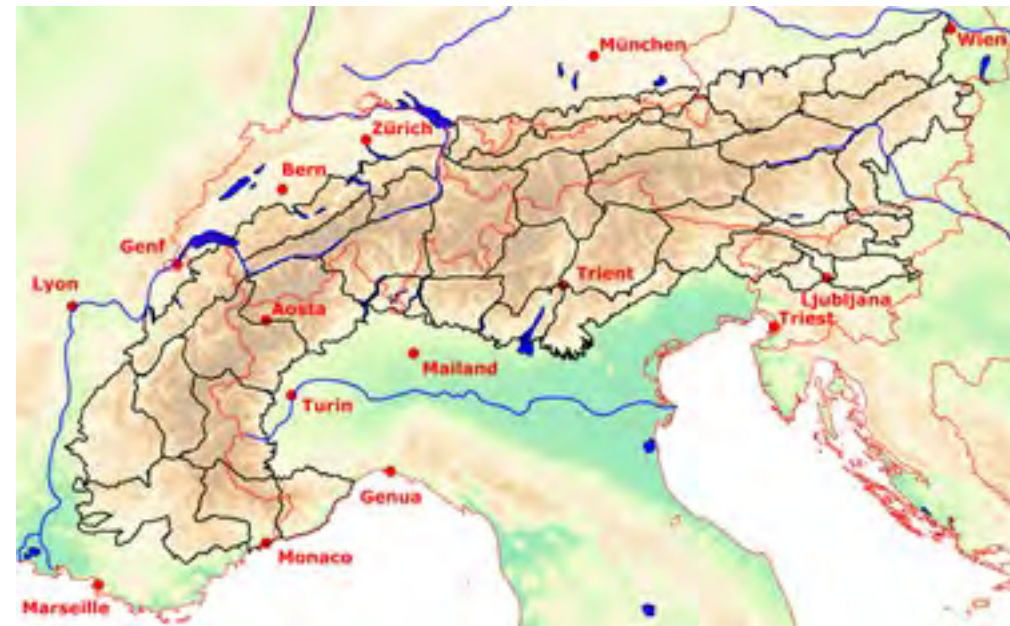 München
Wien
Zürich
Bern
Genf
Lyon
Trient
Ljubljana
Aosta
Triest
Mailand
Turin
Genua
Monaco
Marseille